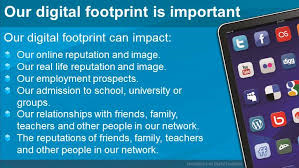 Our digital footprint is important
Our digital footprint can impact:
• Our online reputation and image.
• Our real life reputation and image.
• Our employment prospects.
• Our admission to school, university or
groups.
• Our relationships with friends, family,
teachers and other people in our network.
• The reputations of friends, family, teachers
and other people in our network.